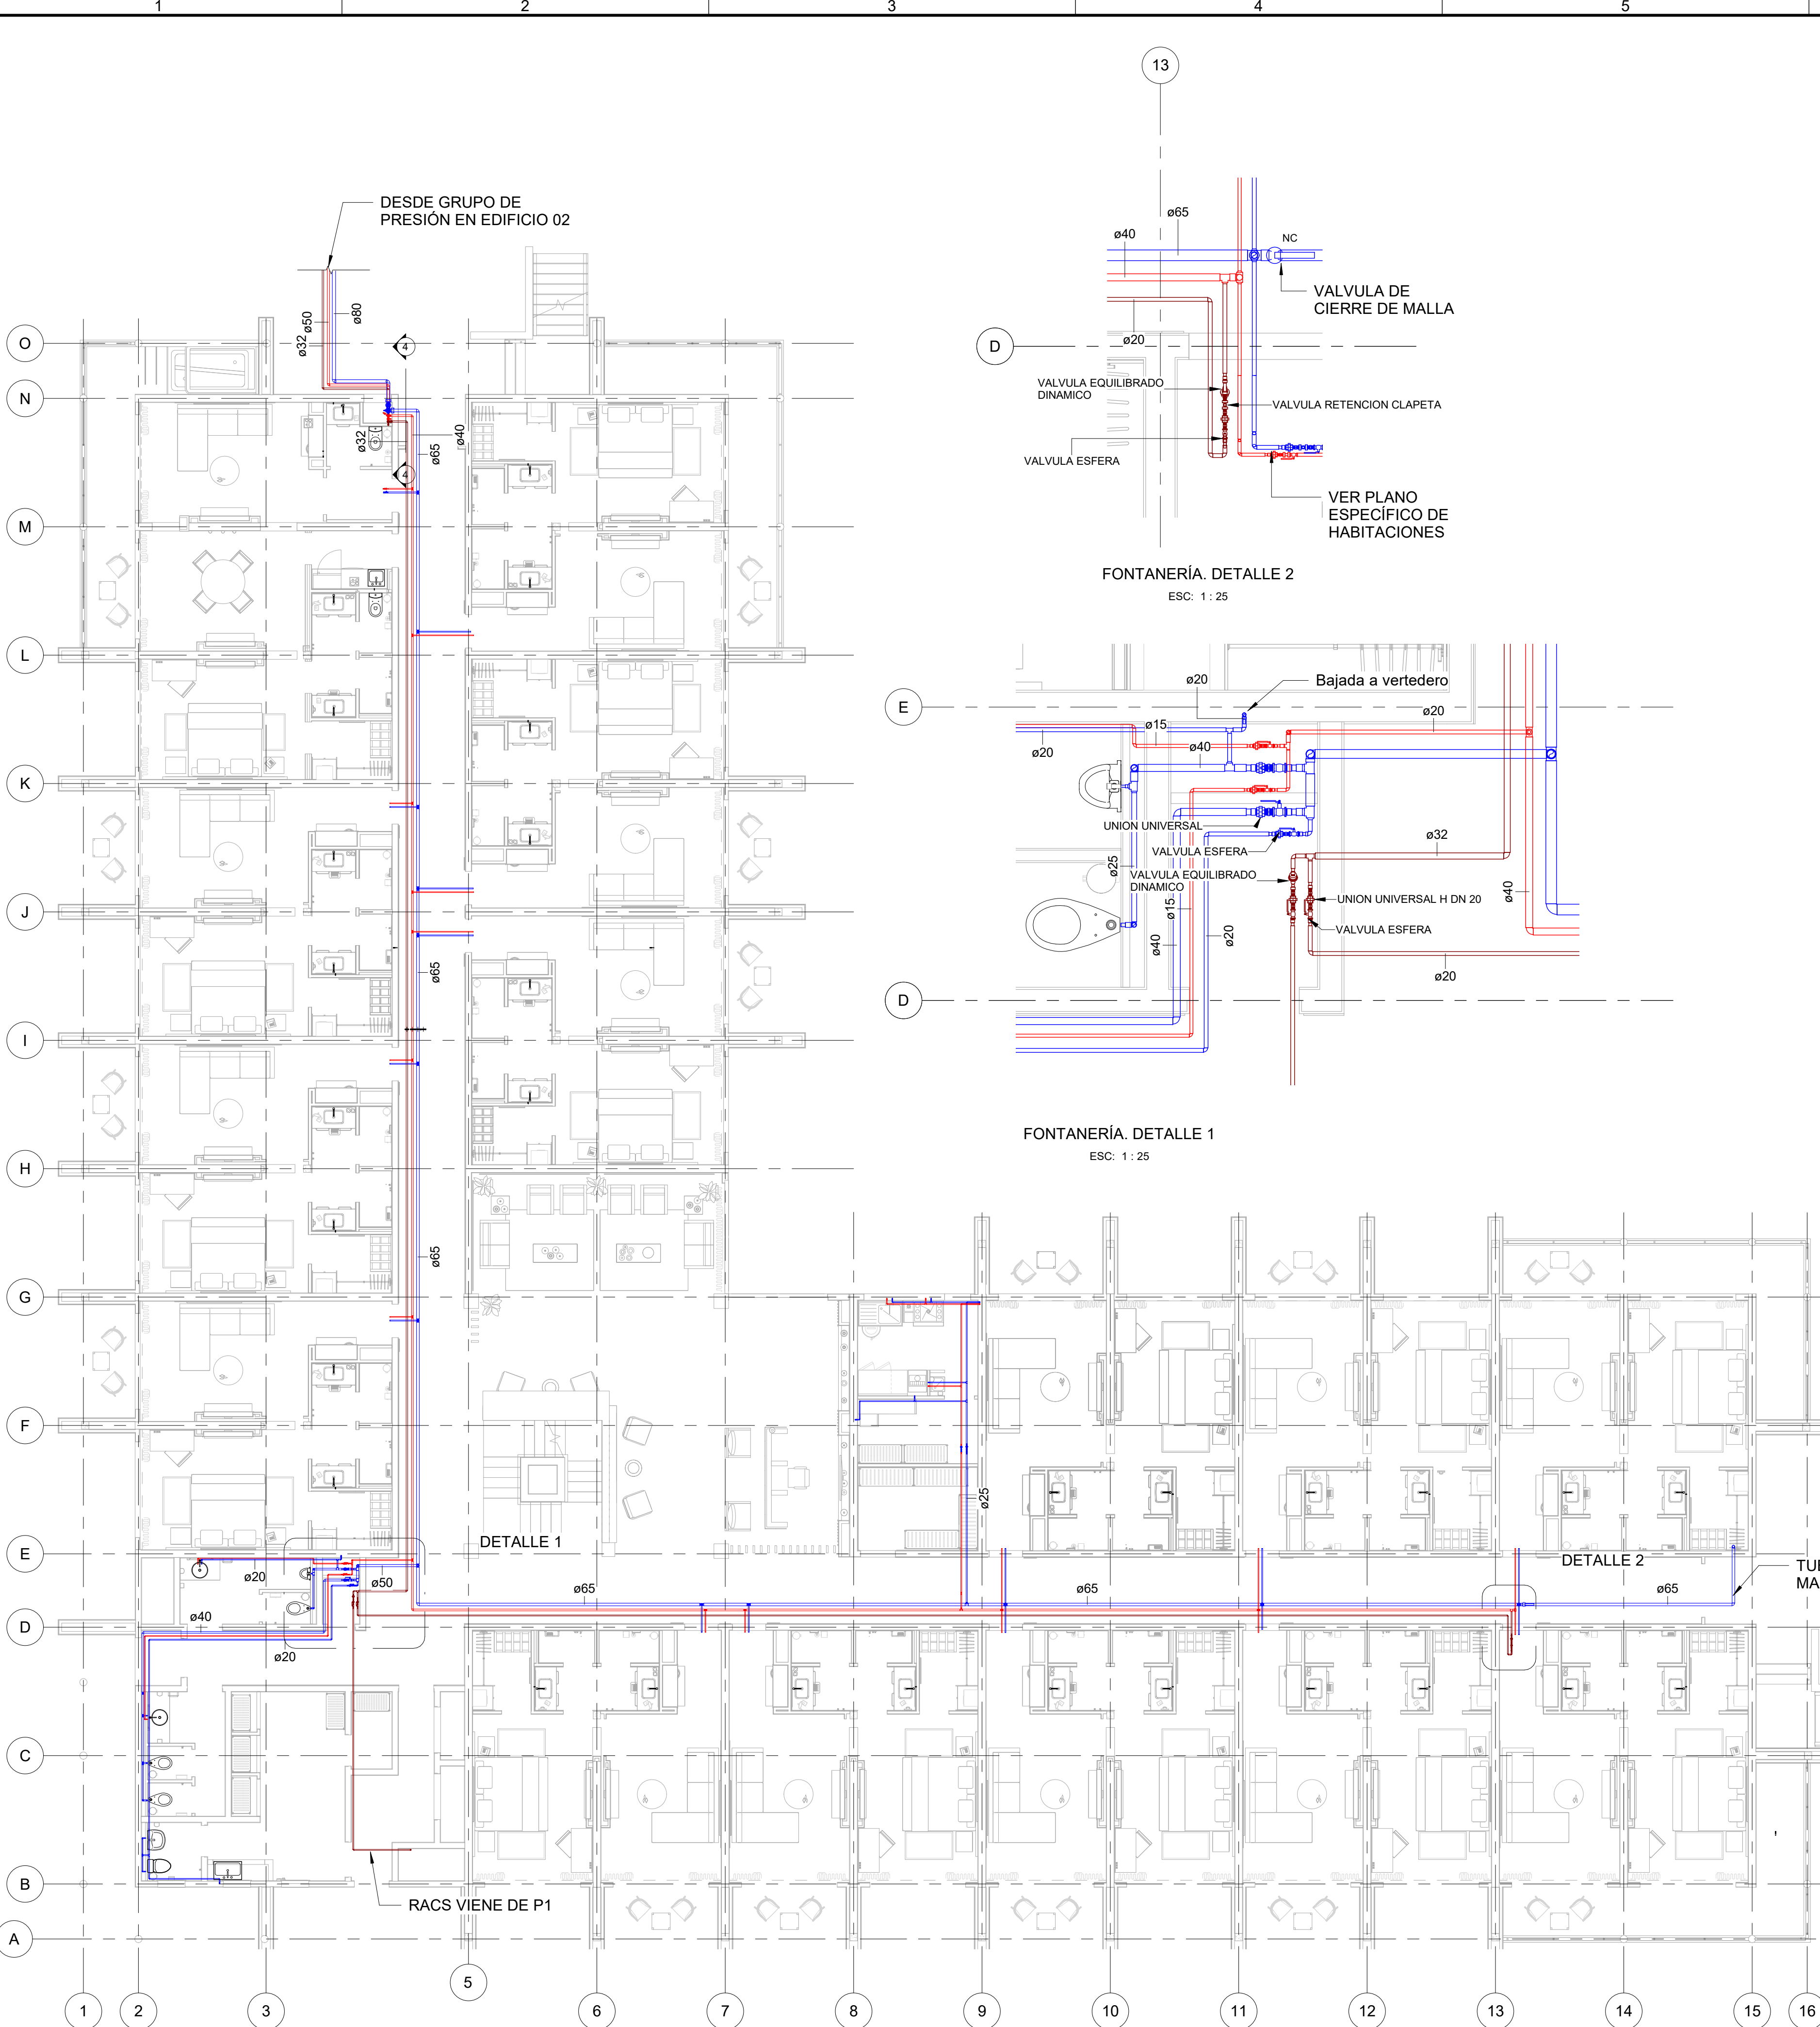 1 2 3 4 5
13
DESDE GRUPO DE
PRESIÓN EN EDIFICIO 02
ø32
ø50
ø80
4
ø32
ø65
ø40
4
ø65
ø65
O
N
M
L
K
J
I
H
G
F
E
D
C
B
A
ø40
ø65
NC
VALVULA DE
CIERRE DE MALLA
ø20
D
VALVULA EQUILIBRADO
DINAMICO
VALVULA RETENCION CLAPETA
VALVULA ESFERA
VER PLANO
ESPECÍFICO DE
HABITACIONES
FONTANERÍA. DETALLE 2
ESC: 1 : 25
E
ø20
Bajada a vertedero
ø15
ø20
ø20
ø40
UNION UNIVERSAL
VALVULA ESFERA
ø32
ø25
VALVULA EQUILIBRADO
DINAMICO
ø15
UNION UNIVERSAL H DN 20
ø40
ø40
ø20
VALVULA ESFERA
ø20
D
FONTANERÍA. DETALLE 1
ESC: 1 : 25
ø25
DETALLE 1
DETALLE 2
ø20
ø50
ø65
ø65
ø65
TU
MA
ø40
ø20
RACS VIENE DE P1
1 2 3 5 6 7 8 9 10 11 12 13 14 15 16